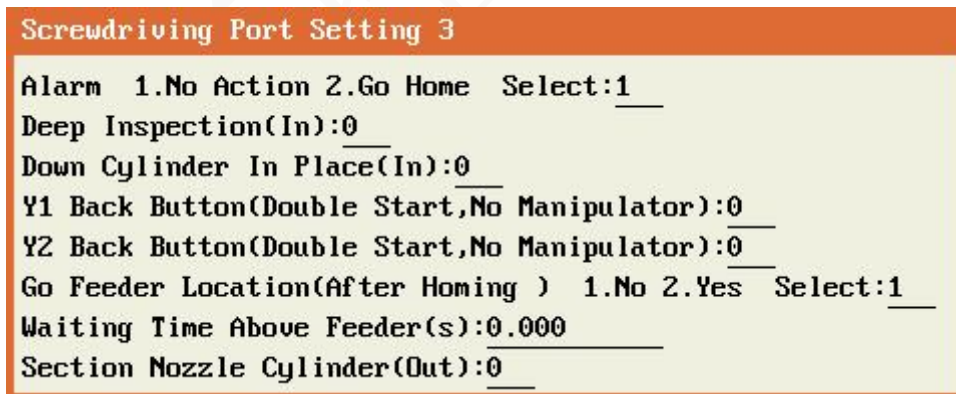 Screwdriving Port Setting 3
Alarm 1.No Action 2.Go Home Select:1
Deep Inspection(In):0
Down Cylinder In Place(In):0
Y1 Back Button(Double Start,No Manipulator):0
Y2 Back Button(Double Start,No Manipulator):0
Go Feeder Location(After Homing ) 1.No 2.Yes Select:1
Waiting Time Above Feeder(s):0.000
Section Nozzle Cylinder(Out):0